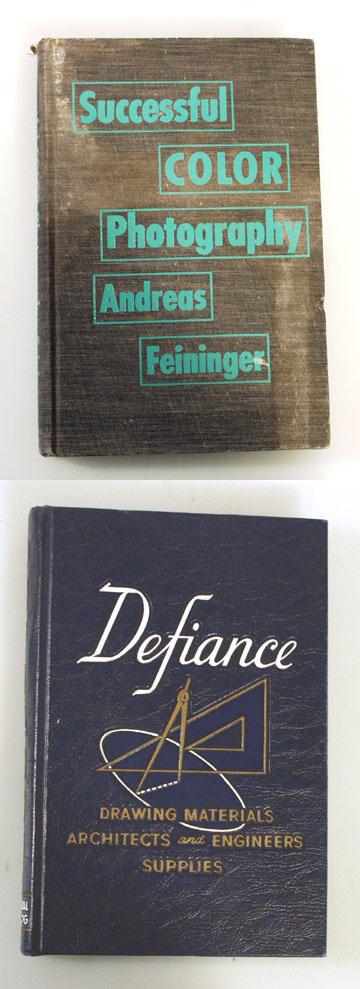 Successful
COLOR
Photography
Andreas
Feininger
Defiance
DRAWING MATERIALS
ARCHITECTS and ENGINEERS
SUPPLIES